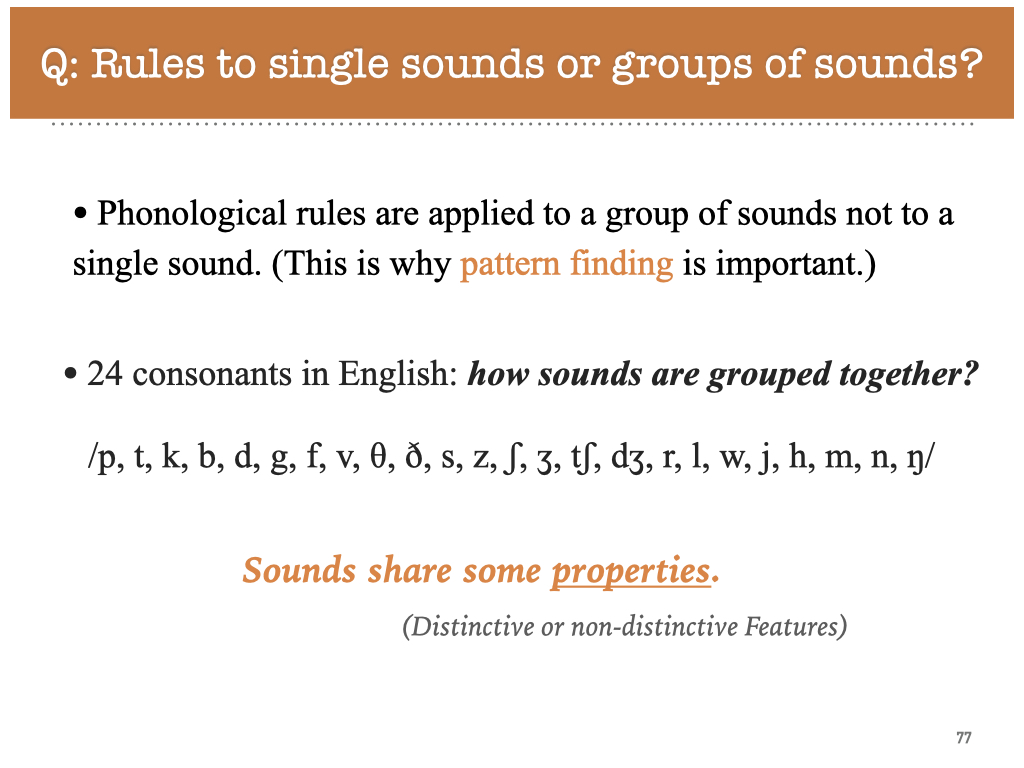 Q: Rules to single sounds or groups of sounds?
• Phonological rules are applied to a group of sounds not to a
single sound. (This is why pattern finding is important.)
• 24 consonants in English: how sounds are grouped together?
/p, t, k, b, d, g, f, v, θ, ð, s, z, ʃ, ʒ, tʃ, dʒ, r, l, w, j, h, m, n, ŋ/
Sounds share some properties.
(Distinctive or non-distinctive Features)
77